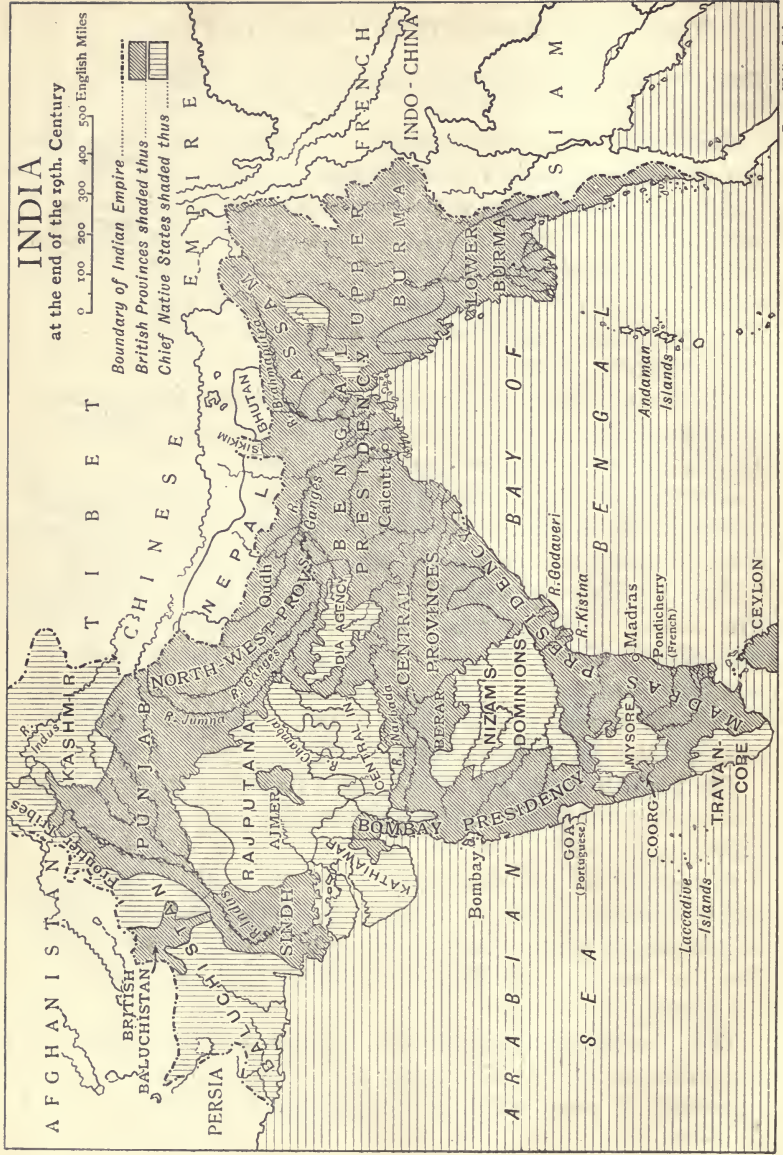 INDIA
at the end of the 19th. Century
0 100 200 300 400 500 English Miles
Boundary of Indian Empire
British Provinces shaded thus
Chief Native States shaded thus
AFGHANISTAN
TIBET
CHINESE
EMPIRE
FRENCH
INDO-CHINA
SIAM
PERSIA
BALUCHISTAN
BRITISH
BALUCHISTAN
Frontier Tribes
KASHMIR
R. Indus
PUNJAB
R. Indus
SINDH
RAJPUTANA
AJMER
R. Jumna
R. Ganges
Chambal
NORTH-WEST PROVS
Oudh
NEPAL
SIKKIM
BHUTAN
R. Brahmaputra
ASSAM
R. Ganges
BENGAL
PRESIDENCY
Calcutta
UPPER
BURMA
LOWER
BURMA
KATHIAWAR
CENTRAL INDIA AGENCY
R. Narbada
CENTRAL
PROVINCES
BERAR
BOMBAY PRESIDENCY
Bombay
NIZAM'S
DOMINIONS
R. Godaveri
R. Kistna
GOA
(Portuguese)
MYSORE
COORG
MADRAS PRESIDENCY
Madras
Pondicherry
(French)
TRAVAN-
CORE
CEYLON
Laccadive
Islands
Andaman
Islands
ARABIAN
SEA
BAY OF
BENGAL